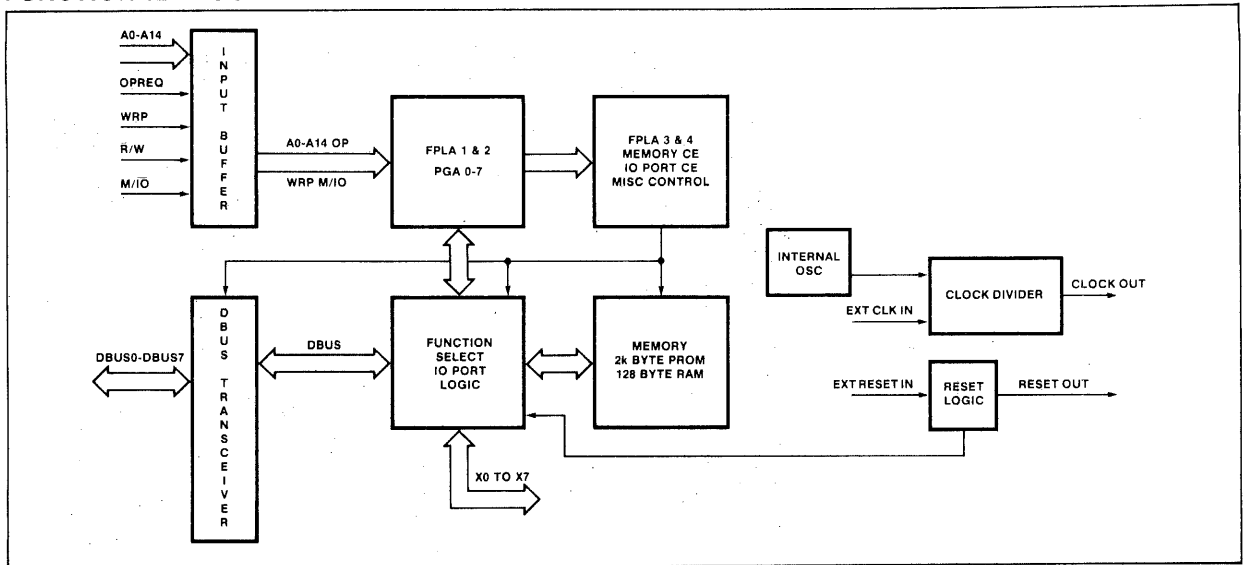 A0-A14
OPREQ
WRP
R̅/W
M/I̅O̅
INPUT BUFFER
A0-A14 OP
WRP M/IO
FPLA 1 & 2
PGA 0-7
FPLA 3 & 4
MEMORY CE
IO PORT CE
MISC CONTROL
INTERNAL
OSC
EXT CLK IN
CLOCK DIVIDER
CLOCK OUT
DBUS0-DBUS7
DBUS TRANSCEIVER
DBUS
FUNCTION
SELECT
IO PORT
LOGIC
MEMORY
2k BYTE PROM
128 BYTE RAM
EXT RESET IN
RESET
LOGIC
RESET OUT
X0 TO X7